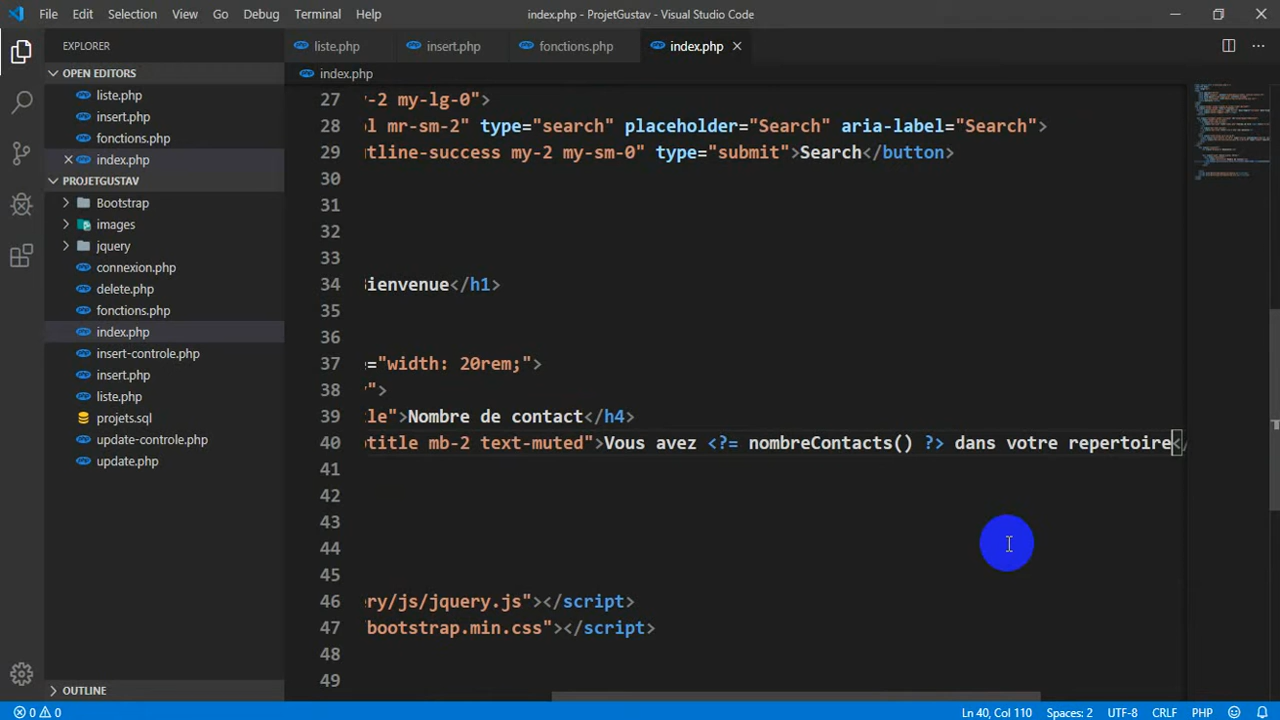 File Edit Selection View Go Debug Terminal Help index.php - ProjetGustav - Visual Studio Code
EXPLORER
OPEN EDITORS
liste.php
insert.php
fonctions.php
index.php
PROJETGUSTAV
Bootstrap
images
jquery
connexion.php
delete.php
fonctions.php
index.php
insert-controle.php
insert.php
liste.php
projets.sql
update-controle.php
update.php
OUTLINE
liste.php insert.php fonctions.php index.php
index.php
27 -2 my-lg-0">
28 l mr-sm-2" type="search" placeholder="Search" aria-label="Search">
29 tline-success my-2 my-sm-0" type="submit">Search</button>
30
31
32
33
34 ienvenue</h1>
35
36
37 ="width: 20rem;">
38 ">
39 tle">Nombre de contact</h4>
40 title mb-2 text-muted">Vous avez <?= nombreContacts() ?> dans votre repertoire<
41
42
43
44
45
46 ry/js/jquery.js"></script>
47 bootstrap.min.css"></script>
48
49
0 0 Ln 40, Col 110 Spaces: 2 UTF-8 CRLF PHP